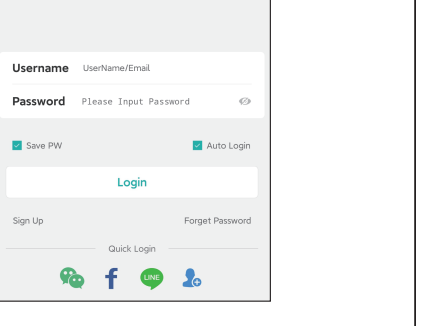 Username UserName/Email
Password Please Input Password
Save PW Auto Login
Login
Sign Up Forget Password
Quick Login
f LINE